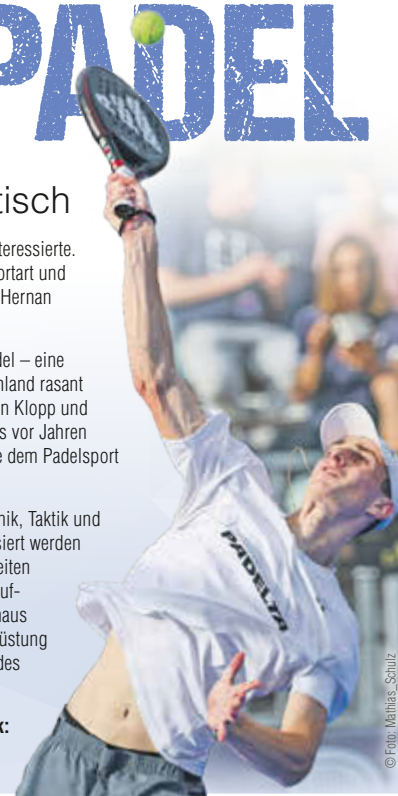 PADEL
tisch
teressierte.
ortart und
Hernan
del – eine
hland rasant
n Klopp und
s vor Jahren
e dem Padelsport
nik, Taktik und
siert werden
eiten
uf-
haus
üstung
des
k:
PADELTA
© Foto: Mathias_Schulz